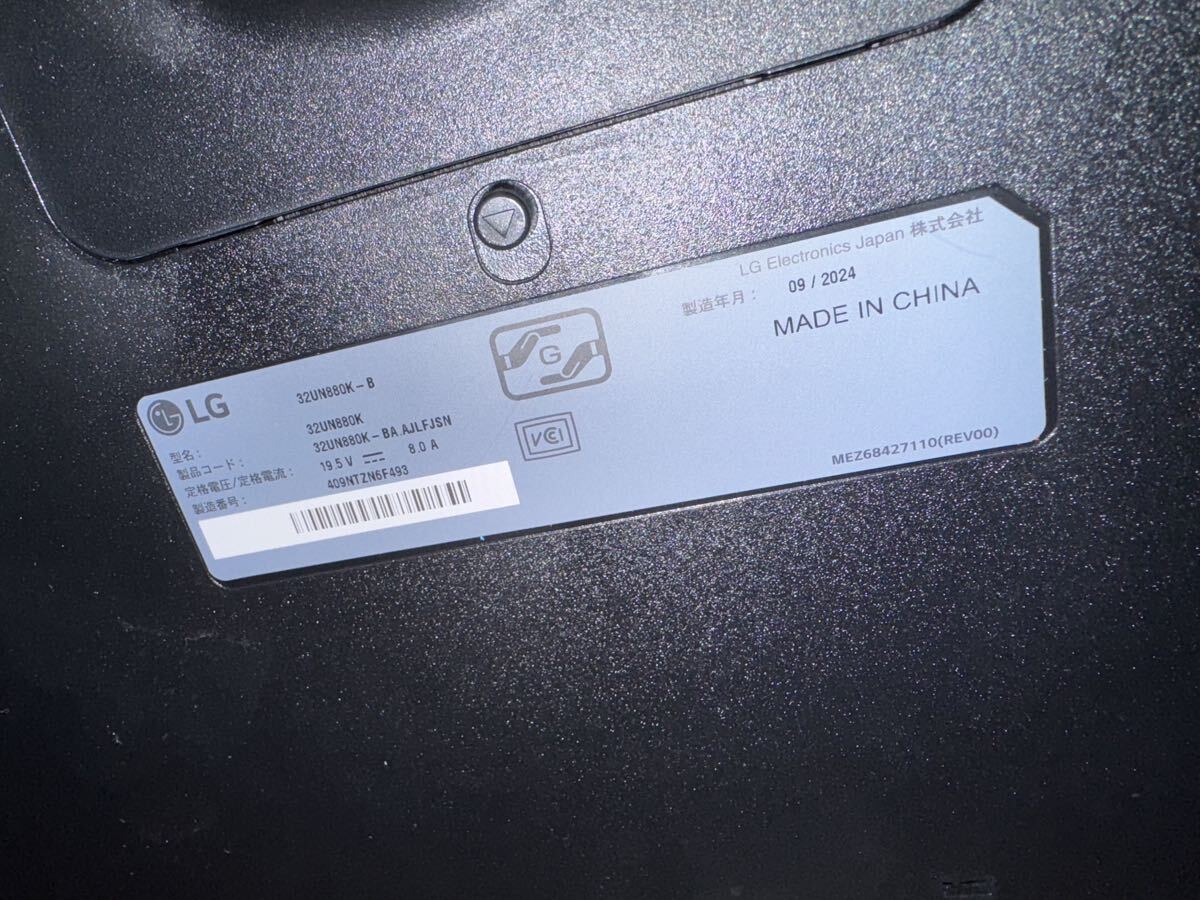 LG
32UN880K-B
型名： 32UN880K
製品コード： 32UN880K-BA.AJLFJSN
定格電圧/定格電流： 19.5 V 8.0 A
製造番号： 409NTZN6F493
G
VCCI
LG Electronics Japan 株式会社
製造年月： 09 / 2024
MADE IN CHINA
MEZ68427110(REV00)